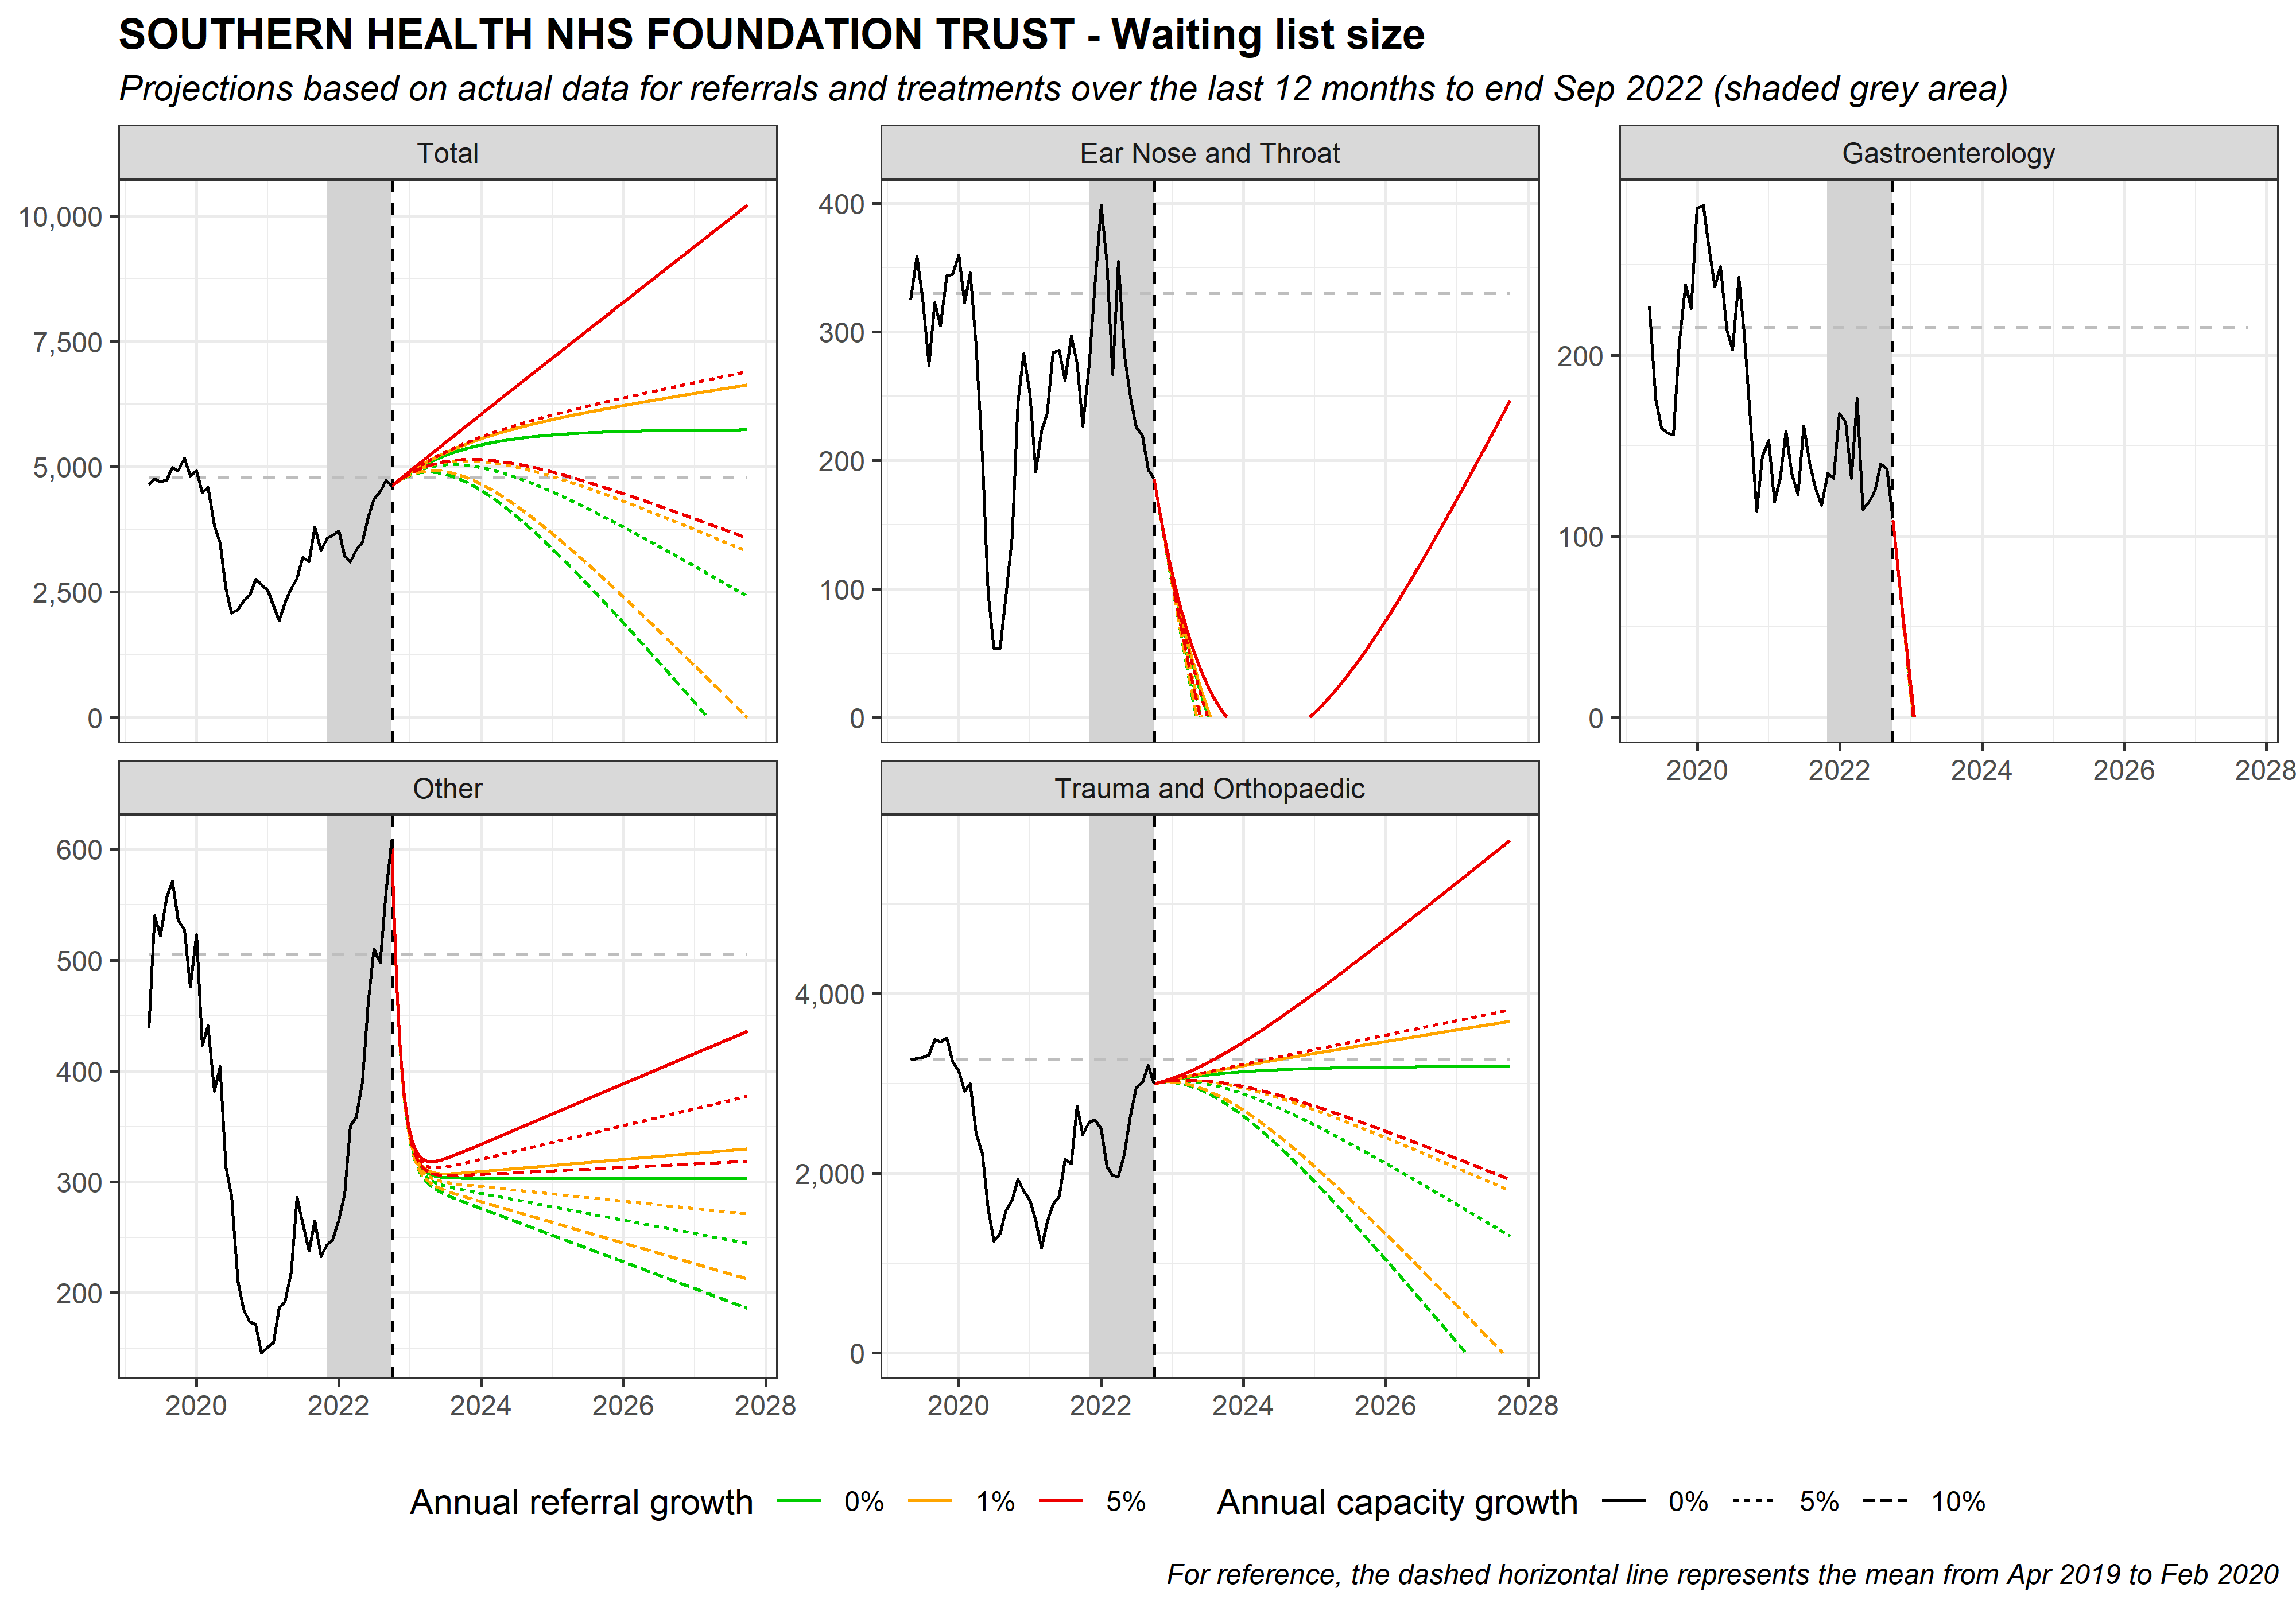 SOUTHERN HEALTH NHS FOUNDATION TRUST - Waiting list size
Projections based on actual data for referrals and treatments over the last 12 months to end Sep 2022 (shaded grey area)
Total
10,000
7,500
5,000
2,500
0
Ear Nose and Throat
400
300
200
100
0
Gastroenterology
200
100
0
2020 2022 2024 2026 2028
Other
600
500
400
300
200
2020 2022 2024 2026 2028
Trauma and Orthopaedic
4,000
2,000
0
2020 2022 2024 2026 2028
Annual referral growth 0% 1% 5% Annual capacity growth 0% 5% 10%
For reference, the dashed horizontal line represents the mean from Apr 2019 to Feb 2020